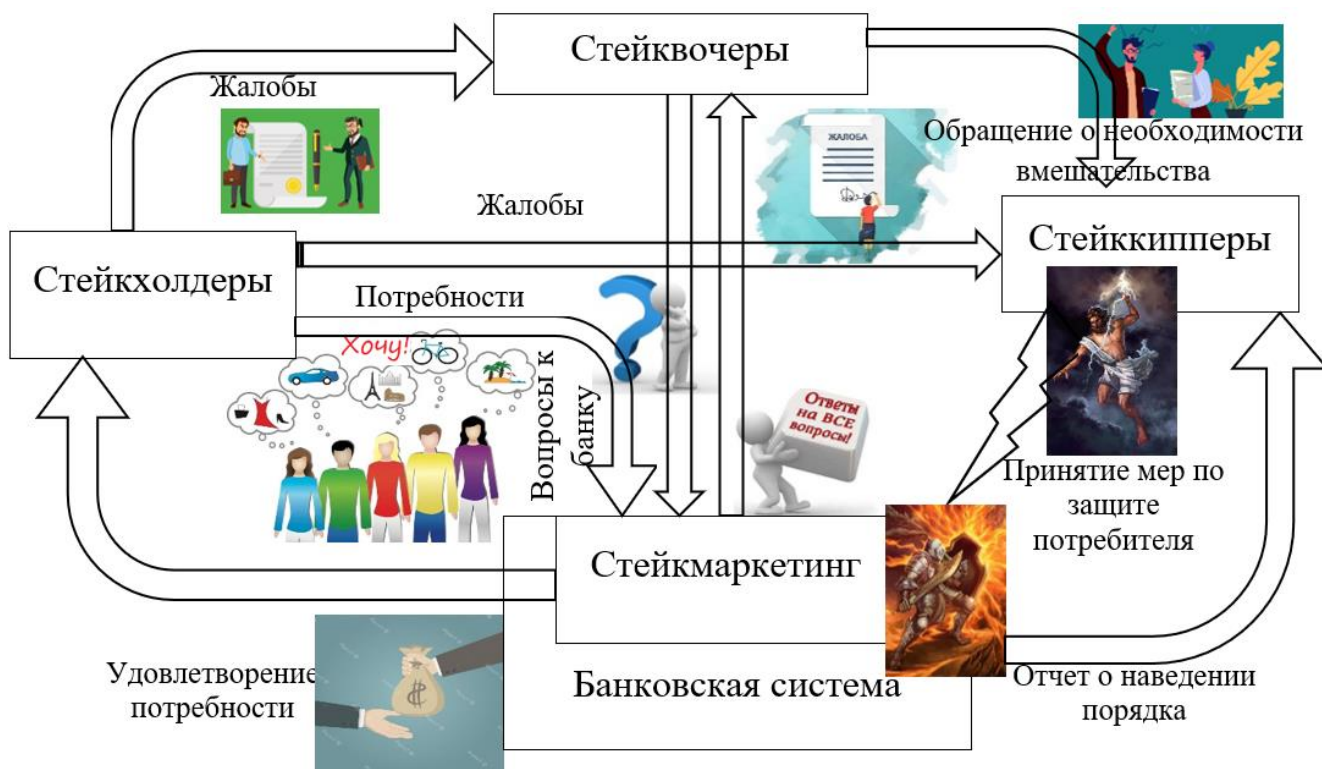 Стейквочеры
Жалобы
ЖАЛОБА
Обращение о необходимости
вмешательства
Жалобы
Стейккипперы
Стейкхолдеры
Потребности
Хочу!
Вопросы к
банку
Ответы
на ВСЕ
вопросы!
Принятие мер по
защите
потребителя
Стейкмаркетинг
Удовлетворение
потребности
Банковская система
Отчет о наведении
порядка